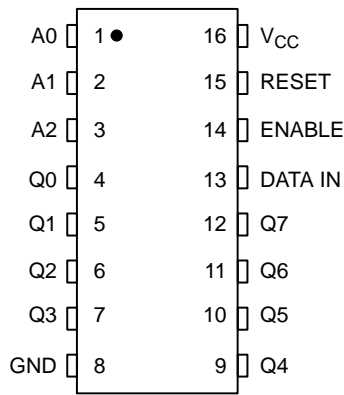 A0 1 16 VCC
A1 2 15 RESET
A2 3 14 ENABLE
Q0 4 13 DATA IN
Q1 5 12 Q7
Q2 6 11 Q6
Q3 7 10 Q5
GND 8 9 Q4